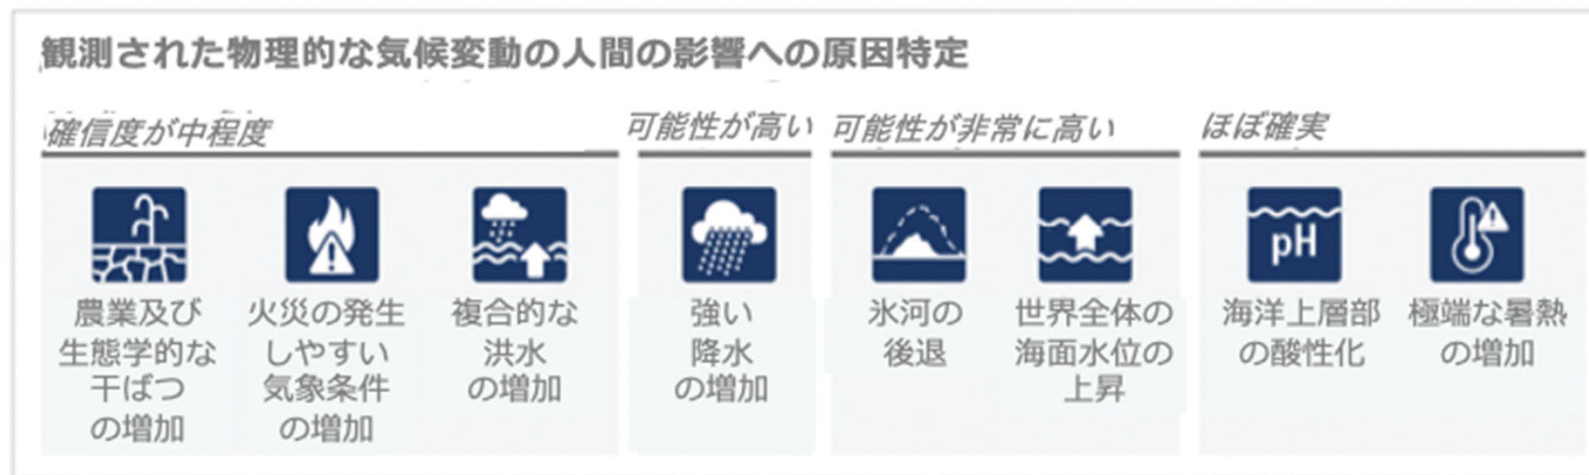 観測された物理的な気候変動の人間の影響への原因特定
確信度が中程度
可能性が高い
可能性が非常に高い
ほぼ確実
農業及び
生態学的な
干ばつ
の増加
火災の発生
しやすい
気象条件
の増加
複合的な
洪水
の増加
強い
降水
の増加
氷河の
後退
世界全体の
海面水位の
上昇
pH
海洋上層部
の酸性化
極端な暑熱
の増加